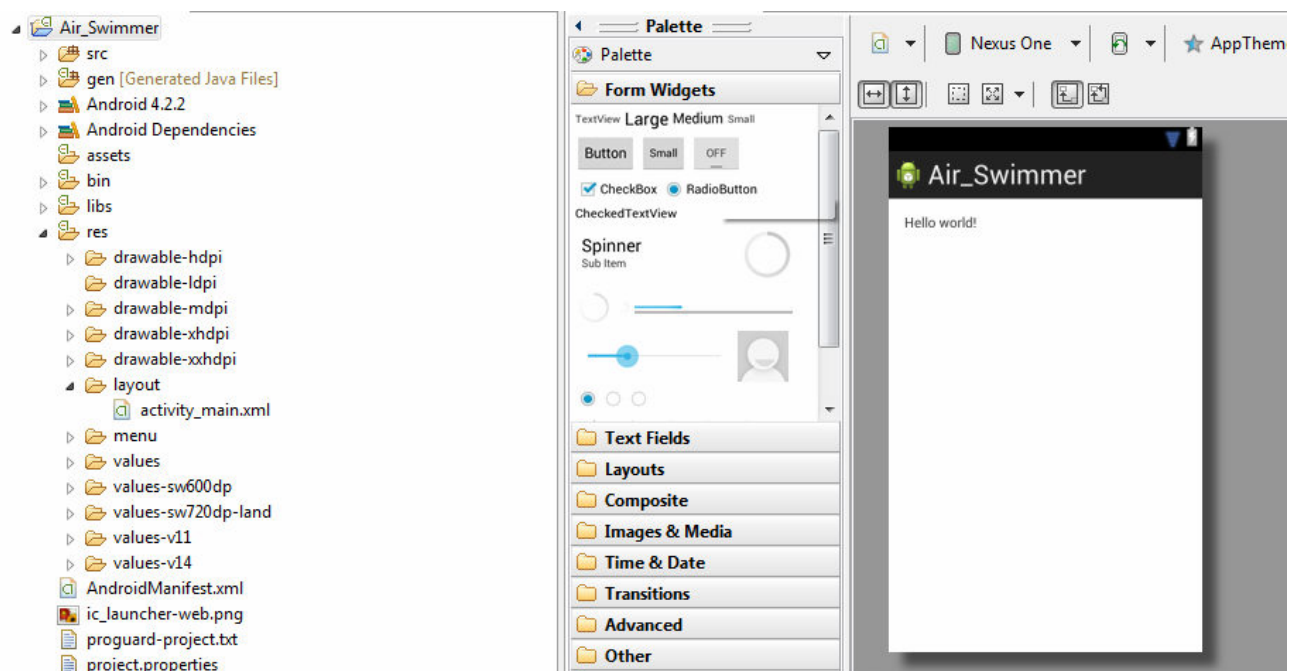 Air_Swimmer
src
gen [Generated Java Files]
Android 4.2.2
Android Dependencies
assets
bin
libs
res
drawable-hdpi
drawable-ldpi
drawable-mdpi
drawable-xhdpi
drawable-xxhdpi
layout
activity_main.xml
menu
values
values-sw600dp
values-sw720dp-land
values-v11
values-v14
AndroidManifest.xml
ic_launcher-web.png
proguard-project.txt
project.properties
Palette
Palette
Form Widgets
TextView Large Medium Small
Button Small OFF
CheckBox RadioButton
CheckedTextView
Spinner
Sub Item
Text Fields
Layouts
Composite
Images & Media
Time & Date
Transitions
Advanced
Other
Nexus One AppThem
Air_Swimmer
Hello world!